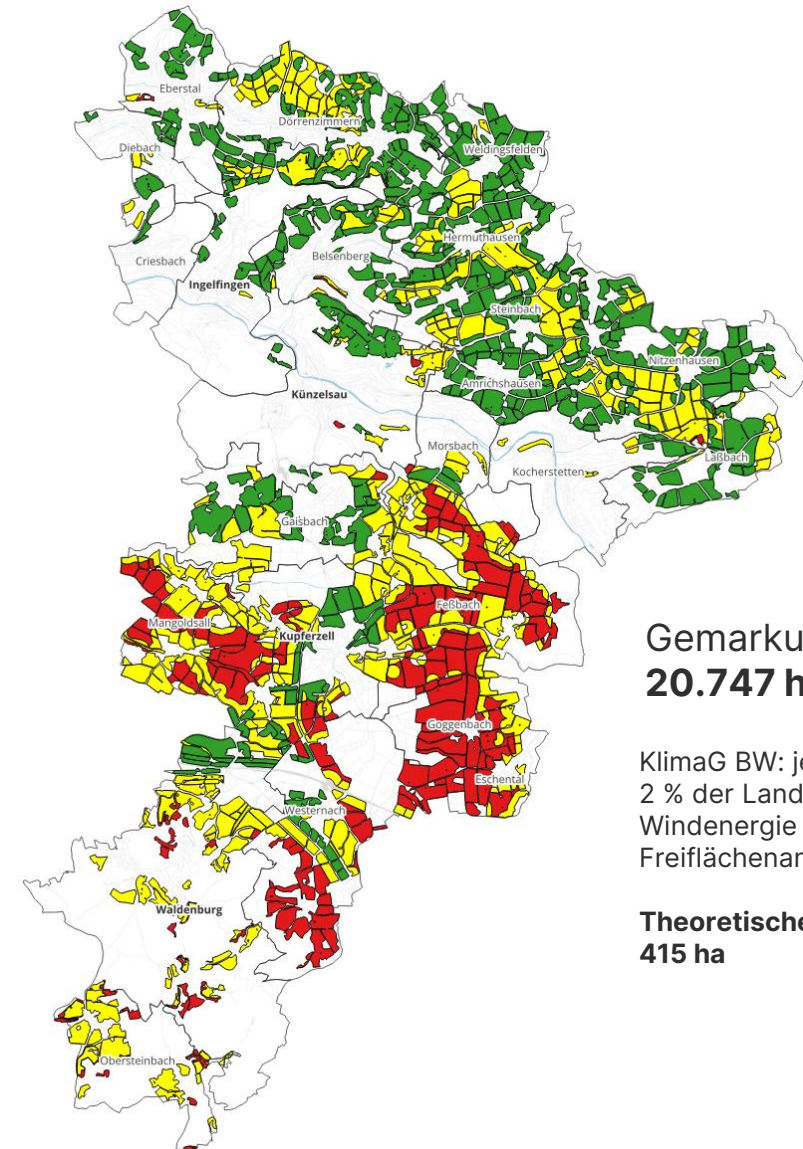 Eberstal
Dörrenzimmern
Diebach
Weldingsfelden
Hermuthausen
Criesbach
Belsenberg
Ingelfingen
Steinbach
Nitzenhausen
Amrichshausen
Künzelsau
Morsbach
Laßbach
Kocherstetten
Gaisbach
Feßbach
Mangoldsall
Kupferzell
Gemarku
20.747 h
Goggenbach
KlimaG BW: je
Eschental
2 % der Land
Westernach
Windenergie
Freiflächenar
Waldenburg
Theoretische
415 ha
Obersteinbach